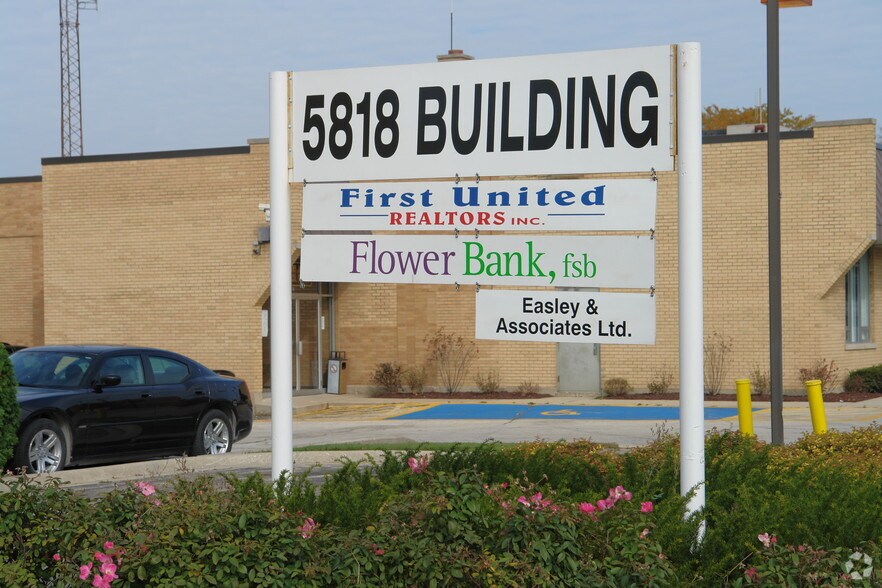 5818 BUILDING
First United
REALTORS INC.
Flower Bank, fsb
Easley &
Associates Ltd.